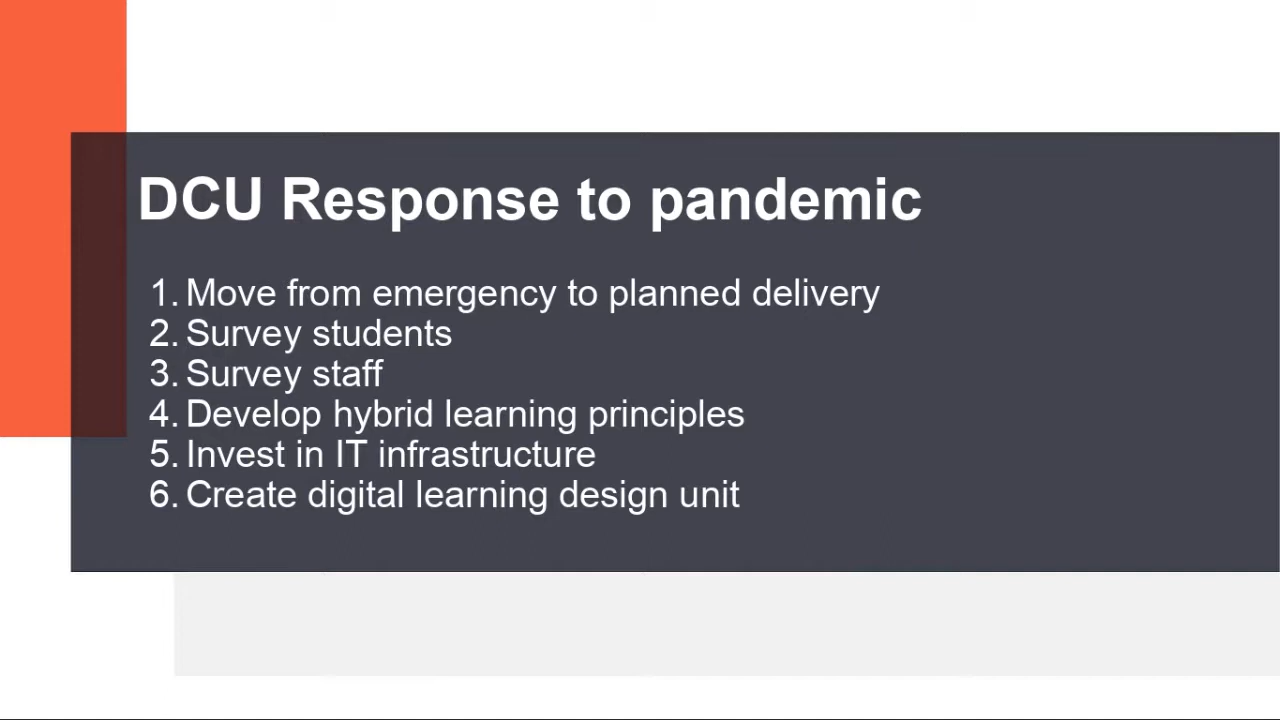 DCU Response to pandemic
1. Move from emergency to planned delivery
2. Survey students
3. Survey staff
4. Develop hybrid learning principles
5. Invest in IT infrastructure
6. Create digital learning design unit